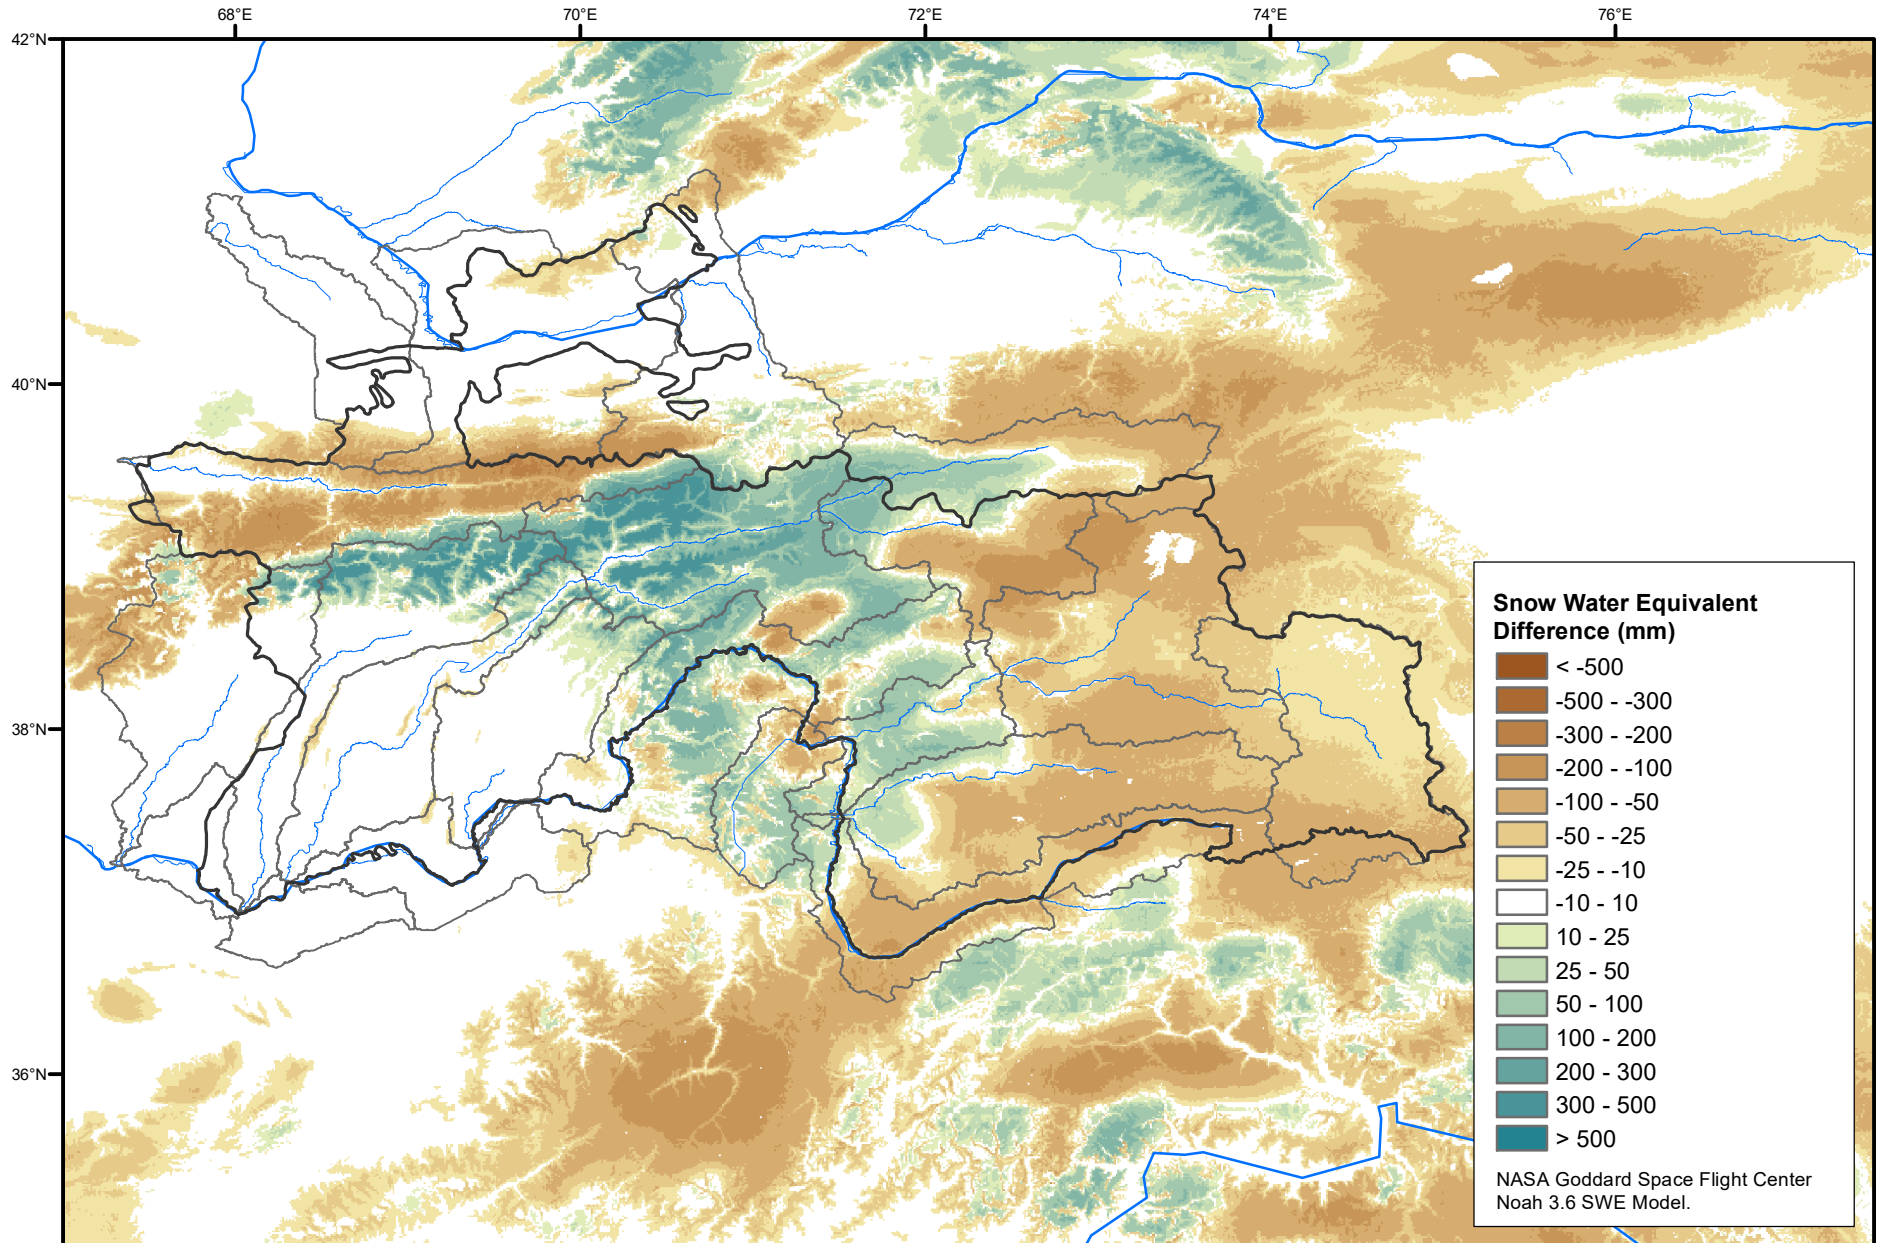 68°E 70°E 72°E 74°E 76°E
42°N
40°N
38°N
36°N
Snow Water Equivalent
Difference (mm)
< -500
-500 - -300
-300 - -200
-200 - -100
-100 - -50
-50 - -25
-25 - -10
-10 - 10
10 - 25
25 - 50
50 - 100
100 - 200
200 - 300
300 - 500
> 500
NASA Goddard Space Flight Center
Noah 3.6 SWE Model.